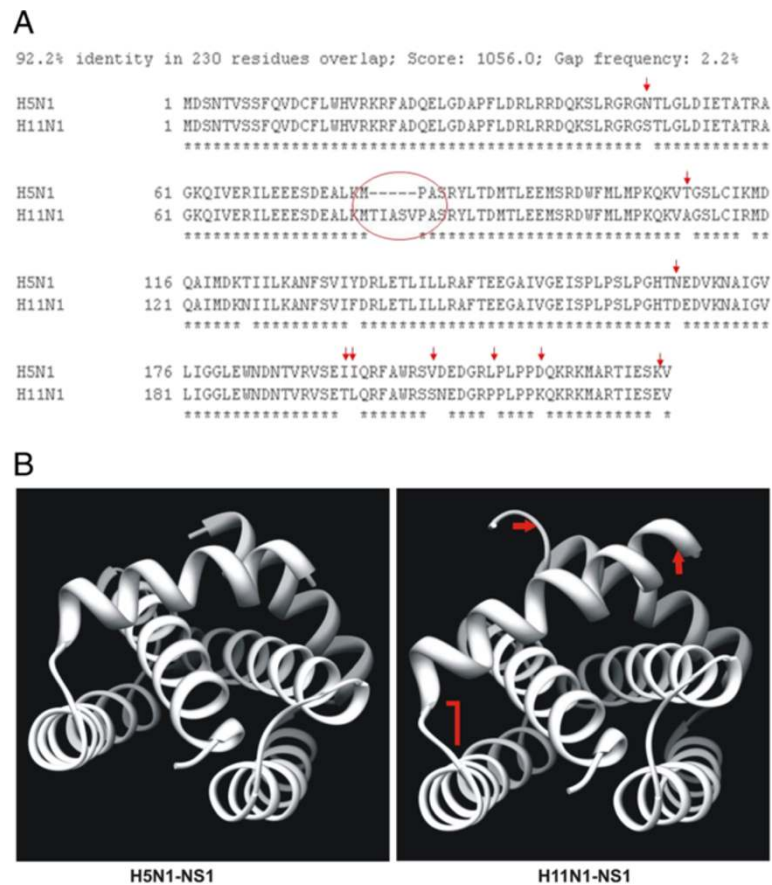 A
92.2% identity in 230 residues overlap; Score: 1056.0; Gap frequency: 2.2%
H5N1 1 MDSNTVSSFQVDCFLWHVRKRFADQELGDAPFLDRLRRDQKSLRGRGNTLGLDIETATRA
H11N1 1 MDSNTVSSFQVDCFLWHVRKRFADQELGDAPFLDRLRRDQKSLRGRGSTLGLDIETATRA
*********************************************** ************
H5N1 61 GKQIVERILEEESDEALKM-----PASRYLTDMTLEEMSRDWFMLMPKQKVTGSLCIKMD
H11N1 61 GKQIVERILEEESDEALKMTIASVPASRYLTDMTLEEMSRDWFMLMPKQKVAGSLCIRMD
*******************     *************************** ***** **
H5N1 116 QAIMDKTIILKANFSVIYDRLETLILLRAFTEEGAIVGEISPLPSLPGHTNEDVKNAIGV
H11N1 121 QAIMDKNIILKANFSVIFDRLETLILLRAFTEEGAIVGEISPLPSLPGHTDEDVKNAIGV
****** ********** ******************************** *********
H5N1 176 LIGGLEWNDNTVRVSEIIQRFAWRSVDEDGRLPLPPDQKRKMARTIESKV
H11N1 181 LIGGLEWNDNTVRVSETLQRFAWRSSNEDGRPPLPPKQKRKMARTIESEV
****************  *******  **** **** *********** *
B
H5N1-NS1 H11N1-NS1